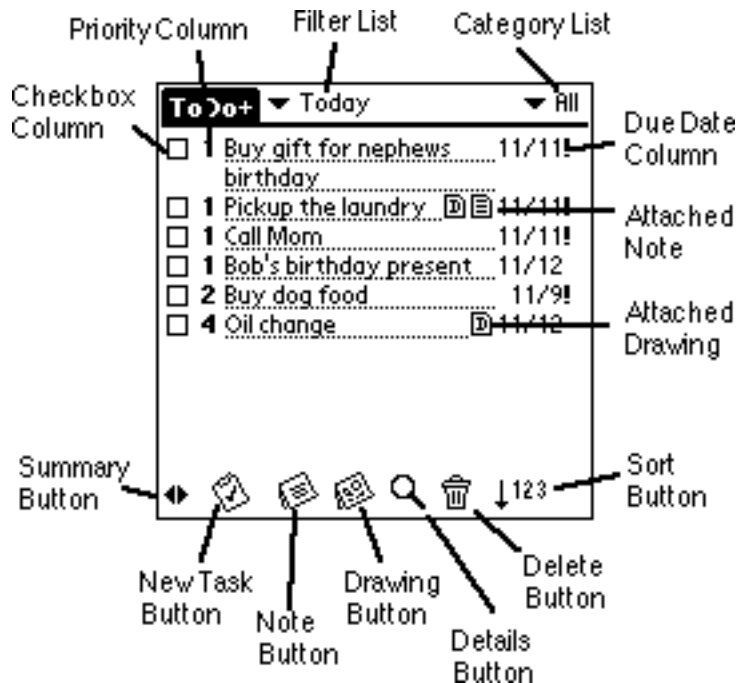 Priority Column
Filter List
Category List
Checkbox
Column
ToDo+
Today
All
Due Date
Column
1 Buy gift for nephews 11/11!
birthday
1 Pickup the laundry D 11/11!
Attached
Note
1 Call Mom 11/11!
1 Bob's birthday present 11/12
2 Buy dog food 11/9!
4 Oil change D 11/12
Attached
Drawing
Summary
Button
123
Sort
Button
New Task
Button
Note
Button
Drawing
Button
Details
Button
Delete
Button